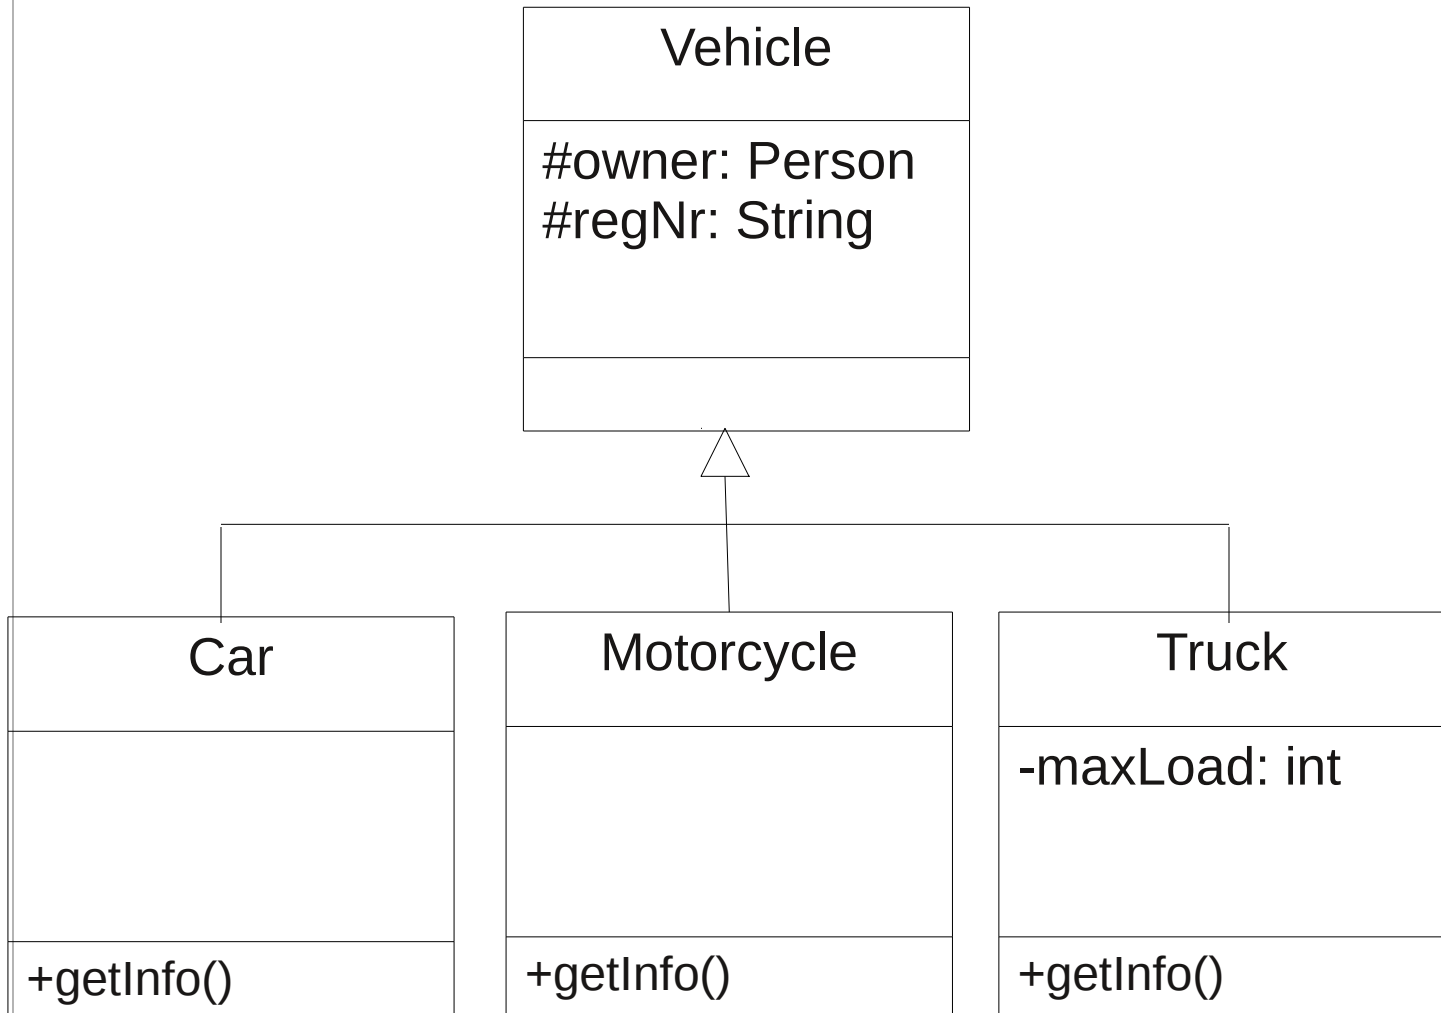 Vehicle
#owner: Person
#regNr: String
Car
Motorcycle
Truck
-maxLoad: int
+getInfo()
+getInfo()
+getInfo()